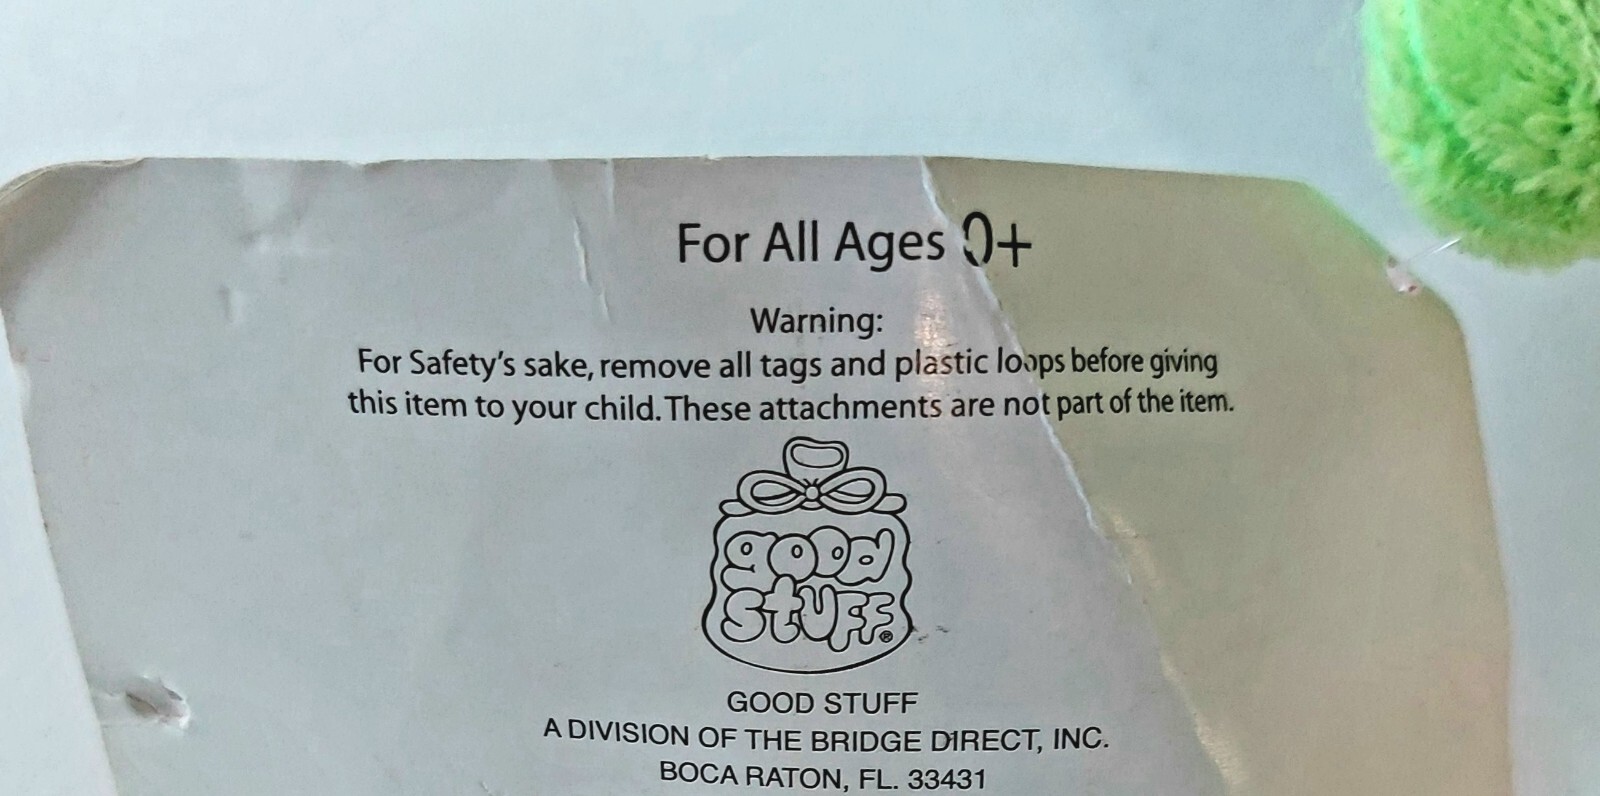 For All Ages 0+
Warning:
For Safety's sake, remove all tags and plastic loops before giving
this item to your child. These attachments are not part of the item.
good
stuff®
GOOD STUFF
A DIVISION OF THE BRIDGE DIRECT, INC.
BOCA RATON, FL. 33431